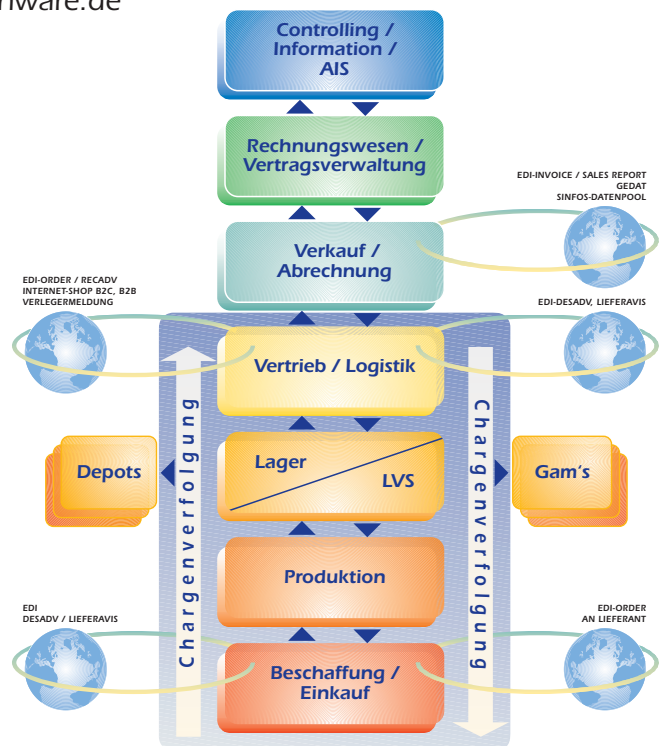 Controlling /
Information /
AIS
Rechnungswesen /
Vertragsverwaltung
EDI-INVOICE / SALES REPORT
GEDAT
SINFOS-DATENPOOL
Verkauf /
Abrechnung
EDI-ORDER / RECADV
INTERNET-SHOP B2C, B2B
VERLEGERMELDUNG
EDI-DESADV, LIEFERAVIS
Vertrieb / Logistik
Chargenverfolgung
Chargenverfolgung
Depots
Lager
LVS
Gam's
Produktion
EDI
DESADV / LIEFERAVIS
EDI-ORDER
AN LIEFERANT
Beschaffung /
Einkauf